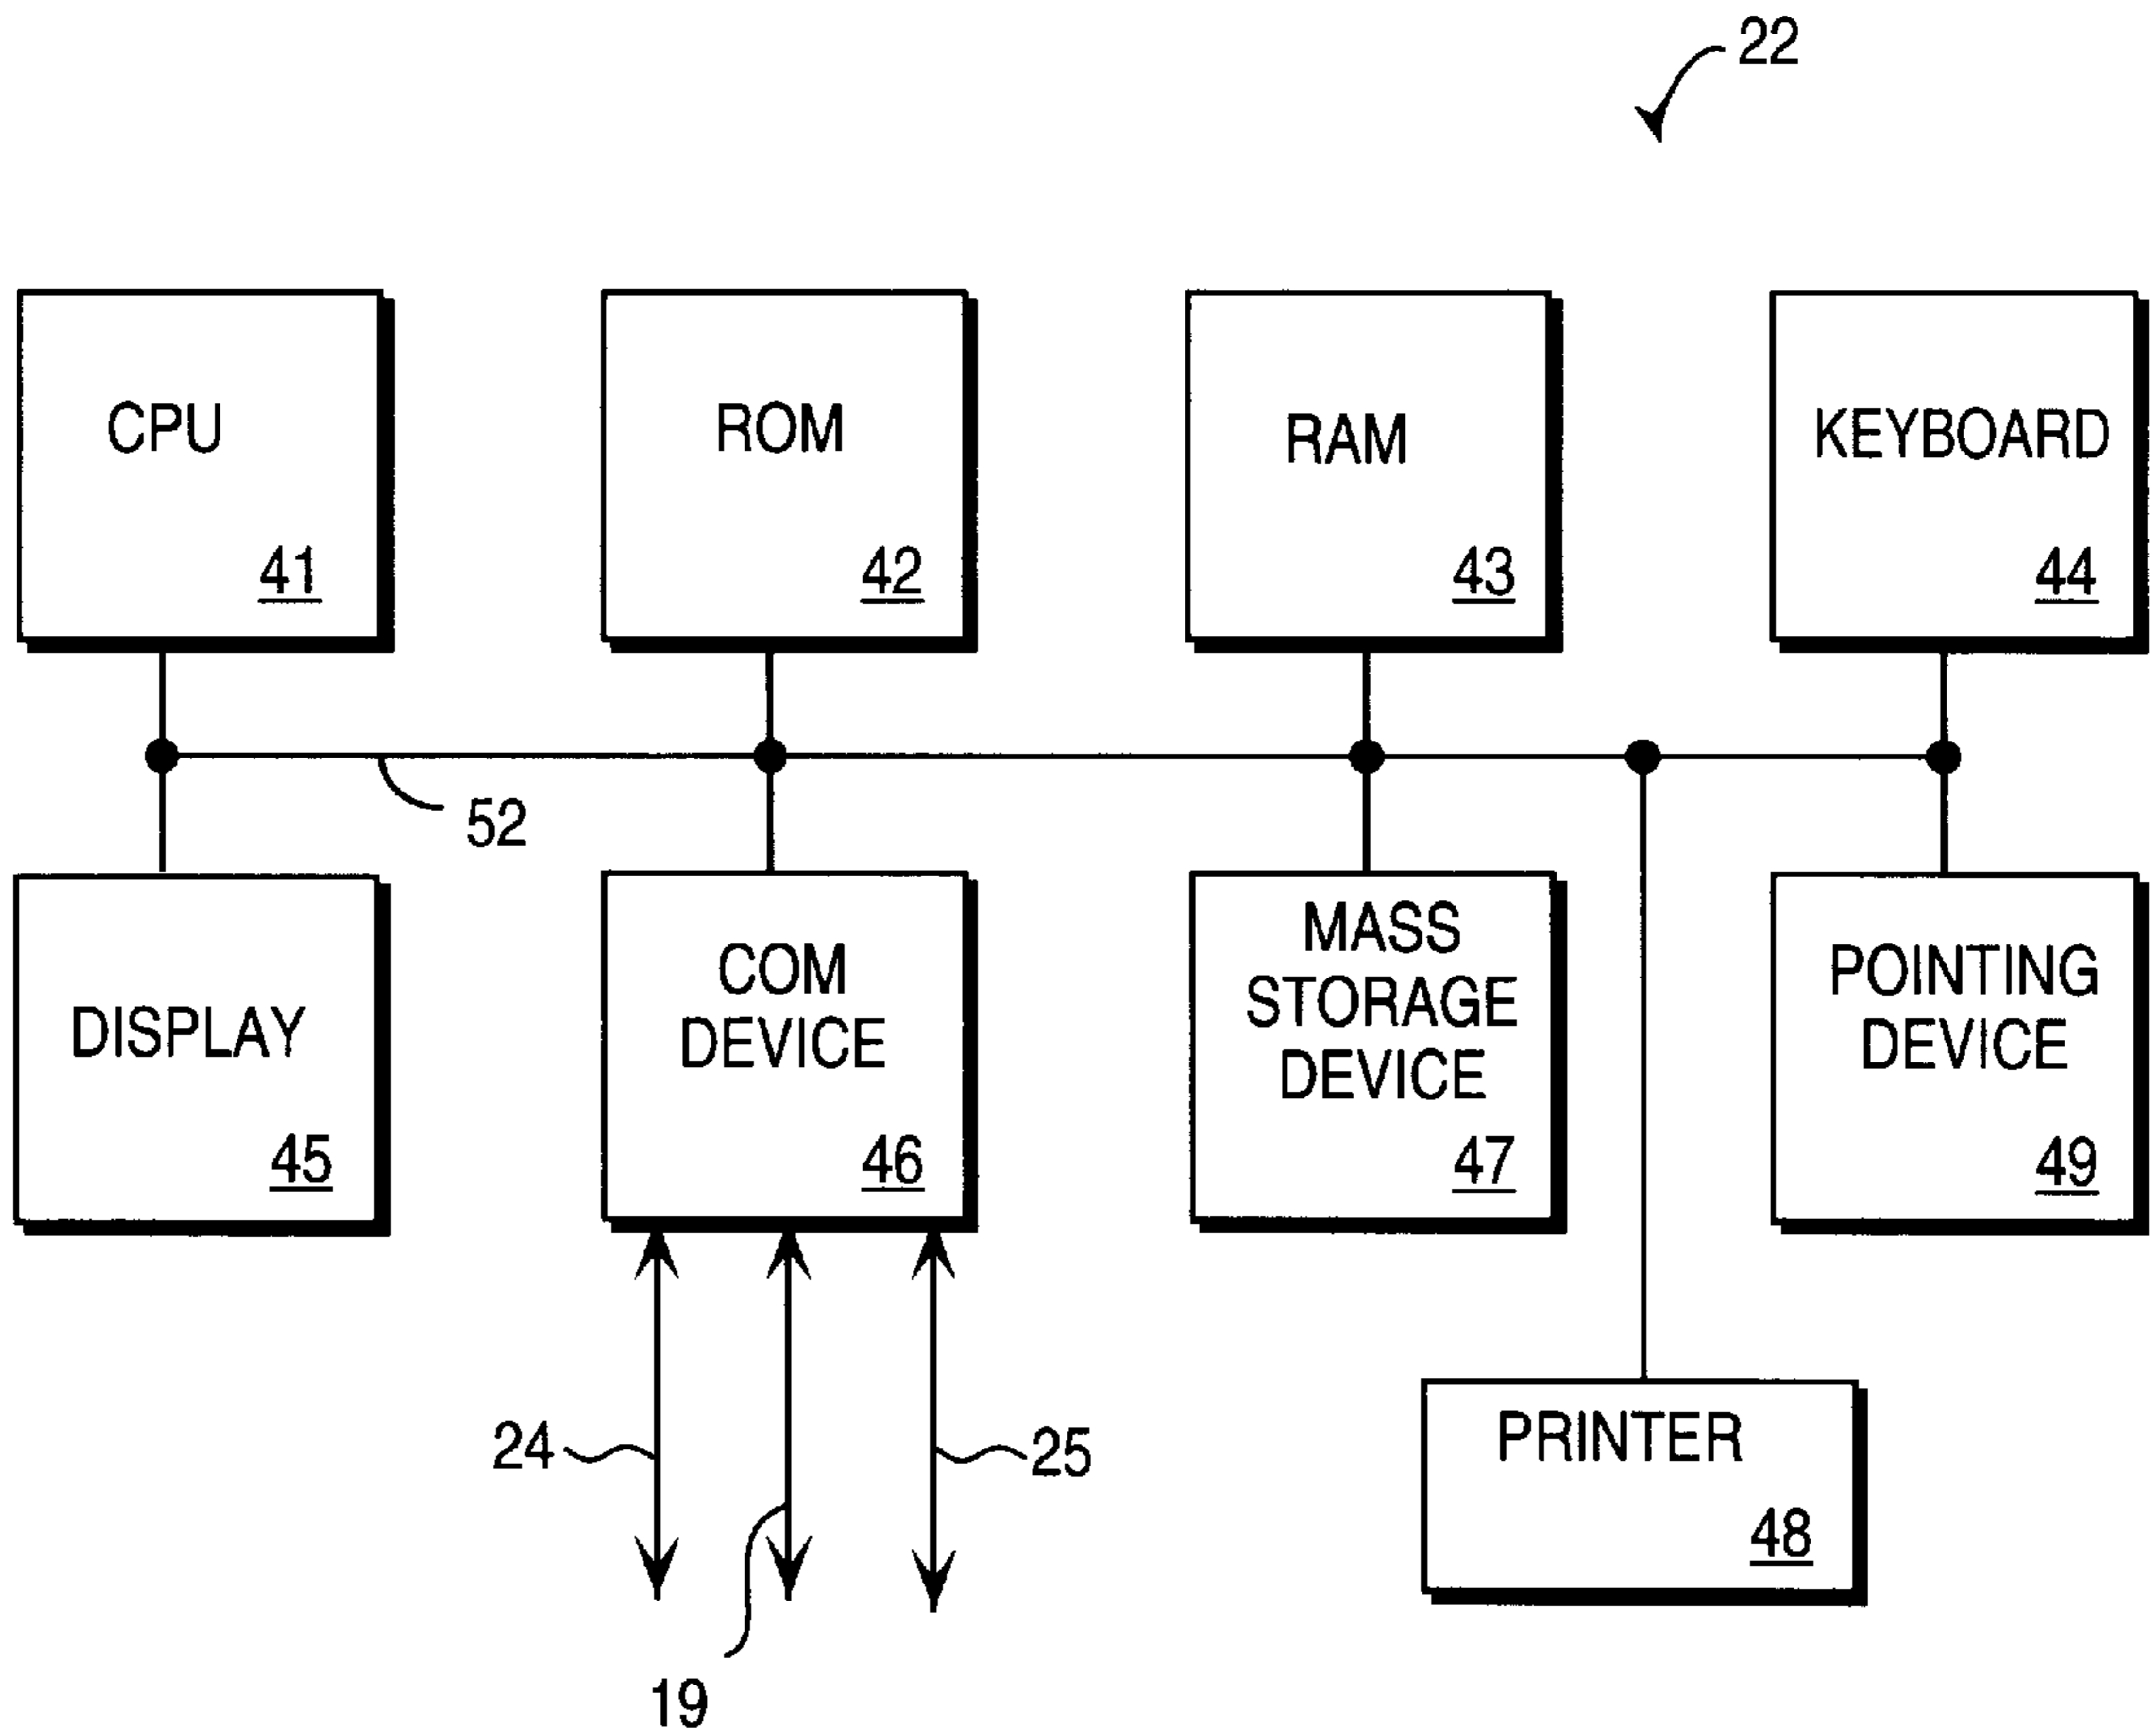 22
CPU
41
ROM
42
RAM
43
KEYBOARD
44
52
DISPLAY
45
COM
DEVICE
46
MASS
STORAGE
DEVICE
47
POINTING
DEVICE
49
24
19
25
PRINTER
48